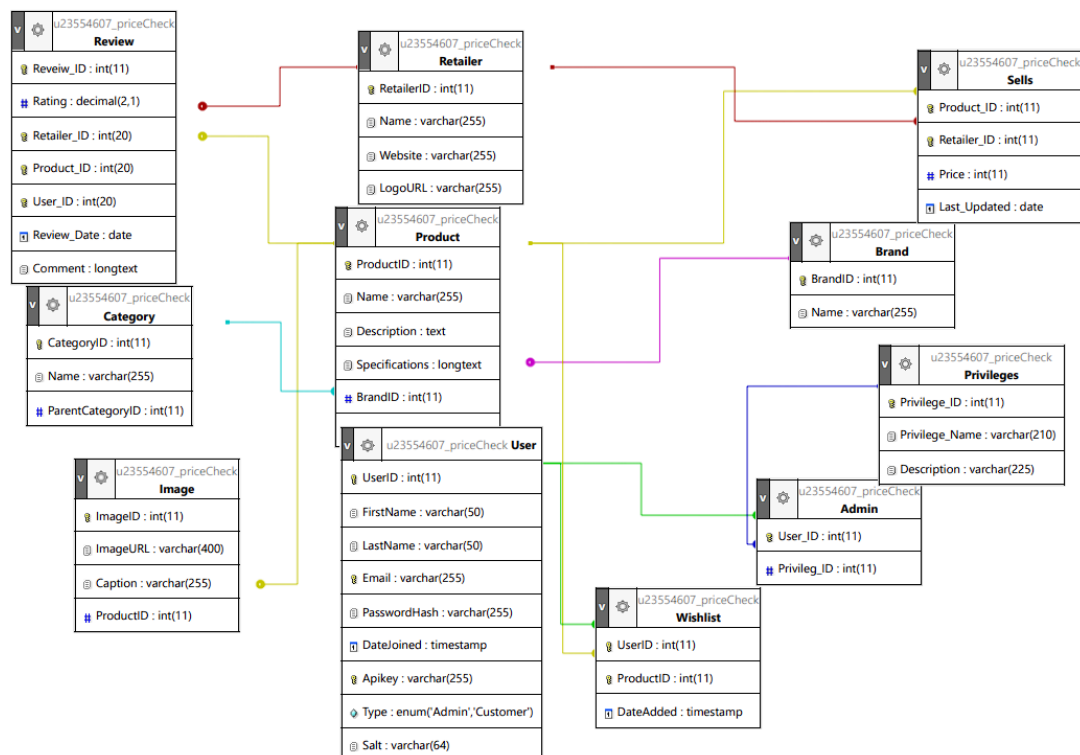 v
u23554607_priceCheck
Review
Reveiw_ID : int(11)
# Rating : decimal(2,1)
Retailer_ID : int(20)
Product_ID : int(20)
User_ID : int(20)
Review_Date : date
Comment : longtext
v
u23554607_priceCheck
Retailer
RetailerID : int(11)
Name : varchar(255)
Website : varchar(255)
LogoURL : varchar(255)
v
u23554607_priceCheck
Sells
Product_ID : int(11)
Retailer_ID : int(11)
# Price : int(11)
Last_Updated : date
v
u23554607_priceCheck
Product
ProductID : int(11)
Name : varchar(255)
Description : text
Specifications : longtext
# BrandID : int(11)
v
u23554607_priceCheck
Brand
BrandID : int(11)
Name : varchar(255)
v
u23554607_priceCheck
Category
CategoryID : int(11)
Name : varchar(255)
# ParentCategoryID : int(11)
v
u23554607_priceCheck
Privileges
Privilege_ID : int(11)
Privilege_Name : varchar(210)
Description : varchar(225)
v
u23554607_priceCheck User
UserID : int(11)
FirstName : varchar(50)
LastName : varchar(50)
Email : varchar(255)
PasswordHash : varchar(255)
DateJoined : timestamp
Apikey : varchar(255)
Type : enum('Admin','Customer')
Salt : varchar(64)
v
u23554607_priceCheck
Image
ImageID : int(11)
ImageURL : varchar(400)
Caption : varchar(255)
# ProductID : int(11)
v
u23554607_priceCheck
Admin
User_ID : int(11)
# Privileg_ID : int(11)
v
u23554607_priceCheck
Wishlist
UserID : int(11)
ProductID : int(11)
DateAdded : timestamp